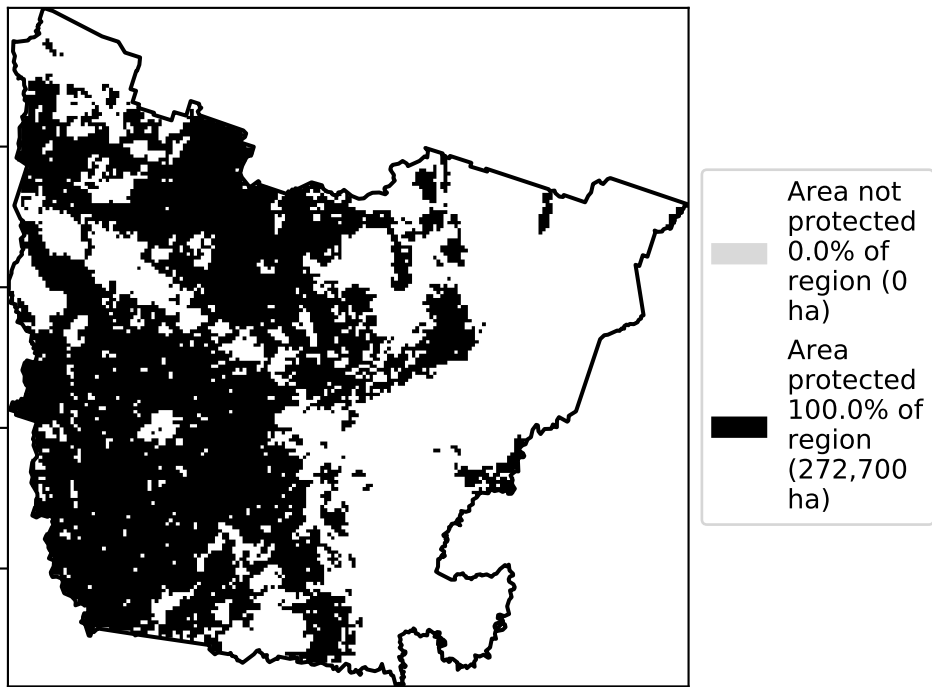 Area not
protected
0.0% of
region (0
ha)
Area
protected
100.0% of
region
(272,700
ha)